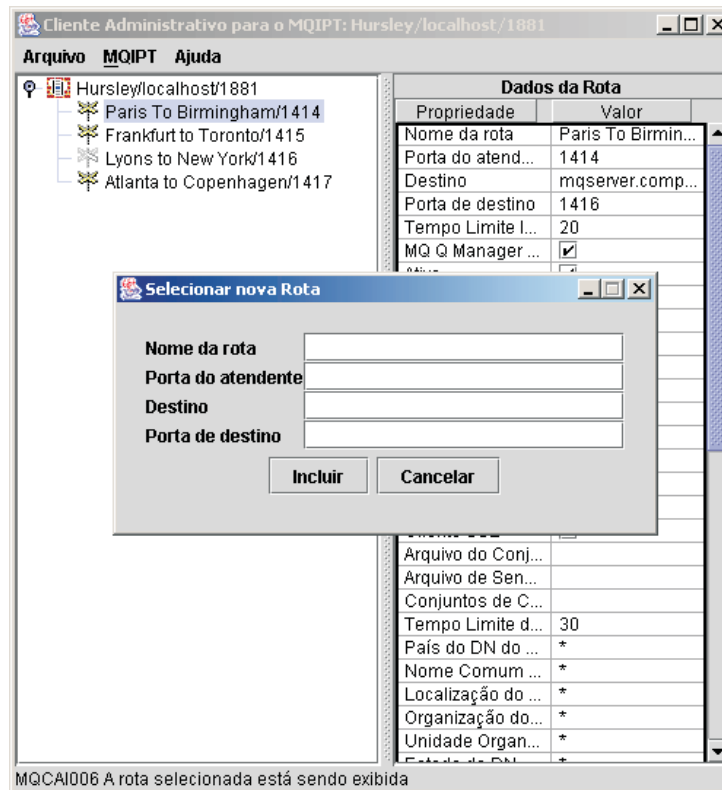 Cliente Administrativo para o MQIPT: Hursley/localhost/1881
Arquivo MQIPT Ajuda
Hursley/localhost/1881
Paris To Birmingham/1414
Frankfurt to Toronto/1415
Lyons to New York/1416
Atlanta to Copenhagen/1417
Dados da Rota
Propriedade Valor
Nome da rota Paris To Birmin...
Porta do atend... 1414
Destino mqserver.comp...
Porta de destino 1416
Tempo Limite I... 20
MQ Q Manager ...
Selecionar nova Rota
Nome da rota
Porta do atendente
Destino
Porta de destino
Incluir Cancelar
Arquivo do Conj...
Arquivo de Sen...
Conjuntos de C...
Tempo Limite d... 30
País do DN do ... *
Nome Comum ... *
Localização do ... *
Organização do... *
Unidade Organ... *
MQCAI006 A rota selecionada está sendo exibida